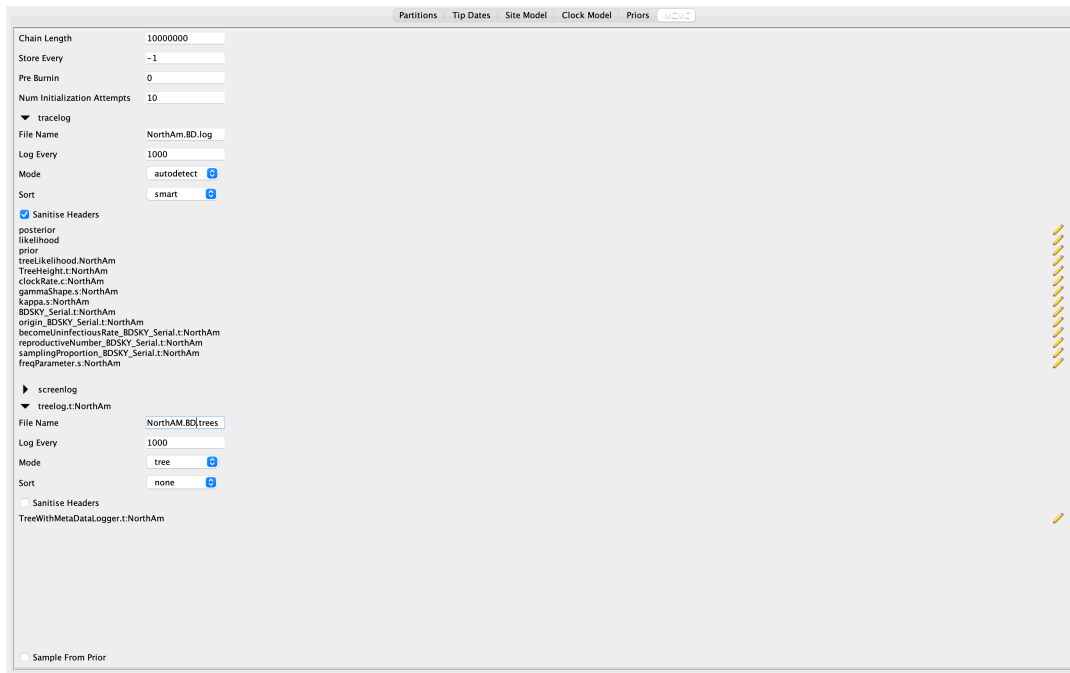 Partitions Tip Dates Site Model Clock Model Priors MCMC
Chain Length 10000000
Store Every -1
Pre Burnin 0
Num Initialization Attempts 10
tracelog
File Name NorthAm.BD.log
Log Every 1000
Mode autodetect
Sort smart
Sanitise Headers
posterior
likelihood
prior
treeLikelihood.NorthAm
TreeHeight.t:NorthAm
clockRate.c:NorthAm
gammaShape.s:NorthAm
kappa.s:NorthAm
BDSKY_Serial.t:NorthAm
origin_BDSKY_Serial.t:NorthAm
becomeUninfectiousRate_BDSKY_Serial.t:NorthAm
reproductiveNumber_BDSKY_Serial.t:NorthAm
samplingProportion_BDSKY_Serial.t:NorthAm
freqParameter.s:NorthAm
screenlog
treelog.t:NorthAm
File Name NorthAM.BD.trees
Log Every 1000
Mode tree
Sort none
Sanitise Headers
TreeWithMetaDataLogger.t:NorthAm
Sample From Prior